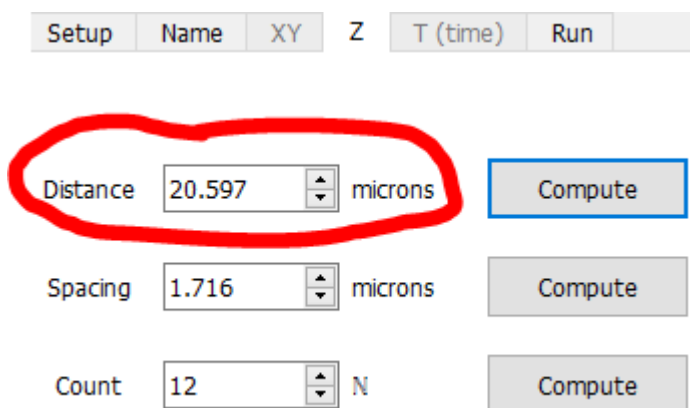 Setup Name XY Z T (time) Run
Distance 20.597 microns Compute
Spacing 1.716 microns Compute
Count 12 ℕ Compute